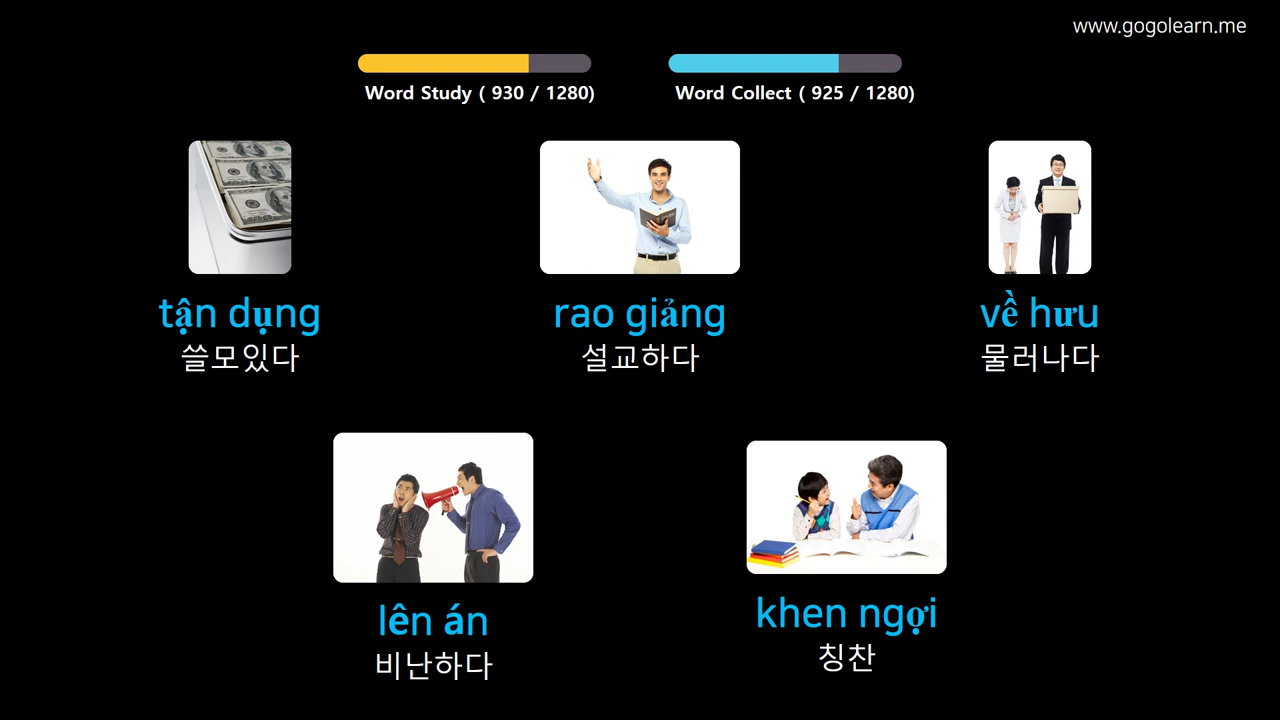 www.gogolearn.me
Word Study ( 930 / 1280)
Word Collect ( 925 / 1280)
tận dụng
쓸모있다
rao giảng
설교하다
về hưu
물러나다
lên án
비난하다
khen ngợi
칭찬